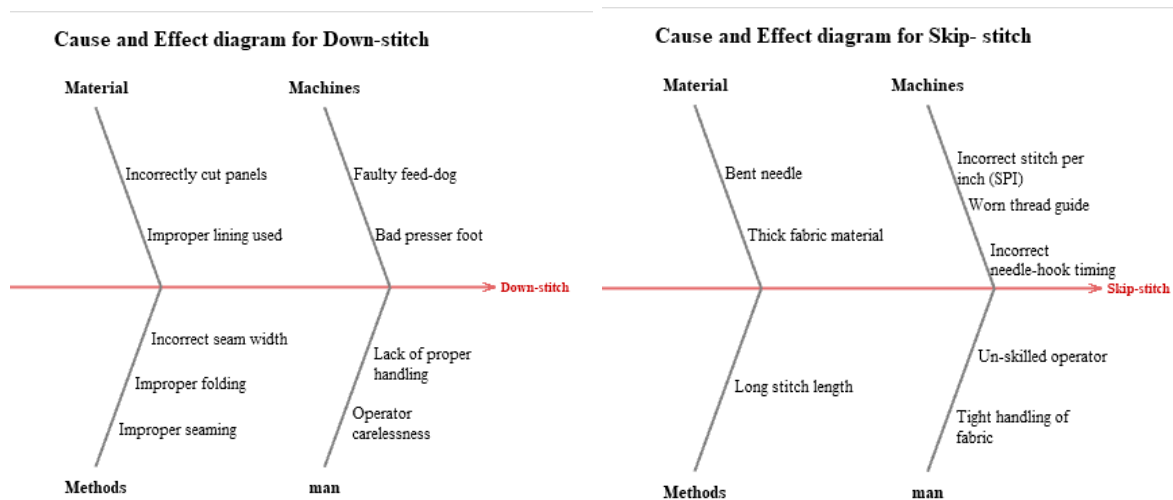 Cause and Effect diagram for Down-stitch
Material
Machines
Incorrectly cut panels
Faulty feed-dog
Improper lining used
Bad presser foot
Down-stitch
Incorrect seam width
Lack of proper
handling
Improper folding
Operator
carelessness
Improper seaming
Methods
man
Cause and Effect diagram for Skip- stitch
Material
Machines
Bent needle
Incorrect stitch per
inch (SPI)
Worn thread guide
Thick fabric material
Incorrect
needle-hook timing
Skip-stitch
Un-skilled operator
Long stitch length
Tight handling of
fabric
Methods
man